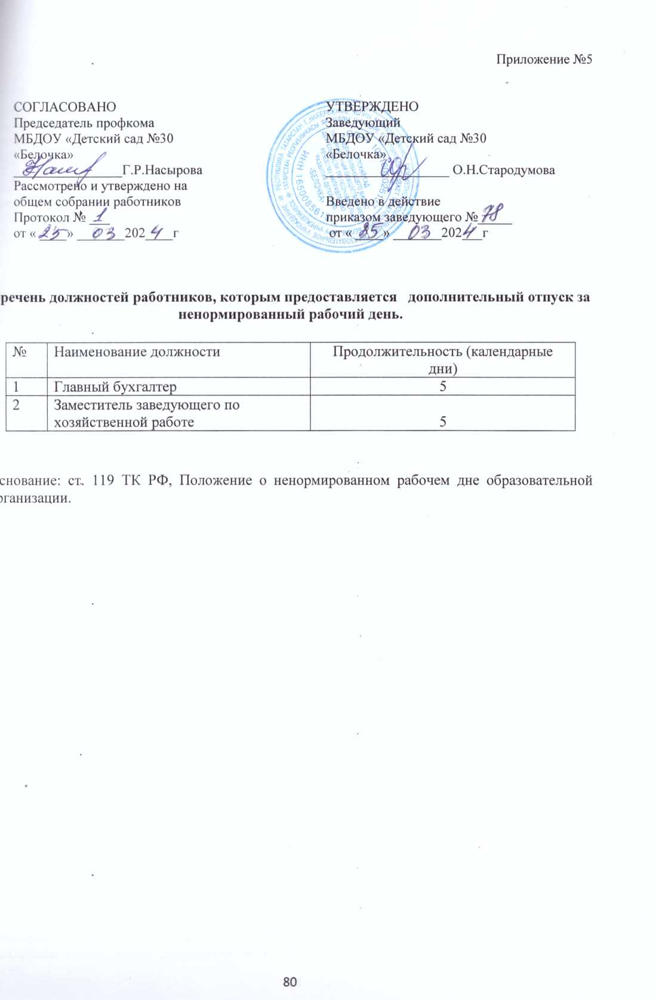 Приложение №5
СОГЛАСОВАНО
Председатель профкома
МБДОУ «Детский сад №30
«Белочка»
Г.Р.Насырова
Рассмотрено и утверждено на
общем собрании работников
Протокол № 1
от « 25 » 03 2024 г
УТВЕРЖДЕНО
Заведующий
МБДОУ «Детский сад №30
«Белочка»
О.Н.Стародумова
Введено в действие
приказом заведующего № 78
от « 25 » 03 2024 г
речень должностей работников, которым предоставляется дополнительный отпуск за
ненормированный рабочий день.
№ Наименование должности Продолжительность (календарные
дни)
1 Главный бухгалтер 5
2 Заместитель заведующего по
хозяйственной работе 5
снование: ст. 119 ТК РФ, Положение о ненормированном рабочем дне образовательной
рганизации.
80